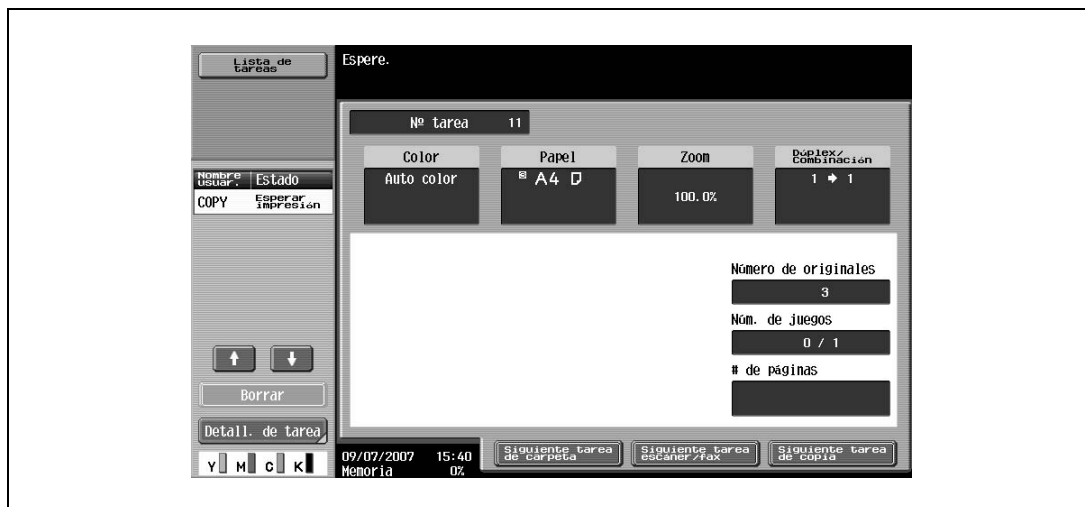 Lista de
tareas
Espere.
Nº tarea 11
Color Papel Zoom Dúplex/
Combinación
Auto color A4 100.0% 1 → 1
Nombre
usuar. Estado
COPY Esperar
impresión
Número de originales
3
Núm. de juegos
0 / 1
# de páginas
Borrar
Detall. de tarea
Y M C K
09/07/2007 15:40
Memoria 0%
Siguiente tarea
de carpeta
Siguiente tarea
escáner/fax
Siguiente tarea
de copia